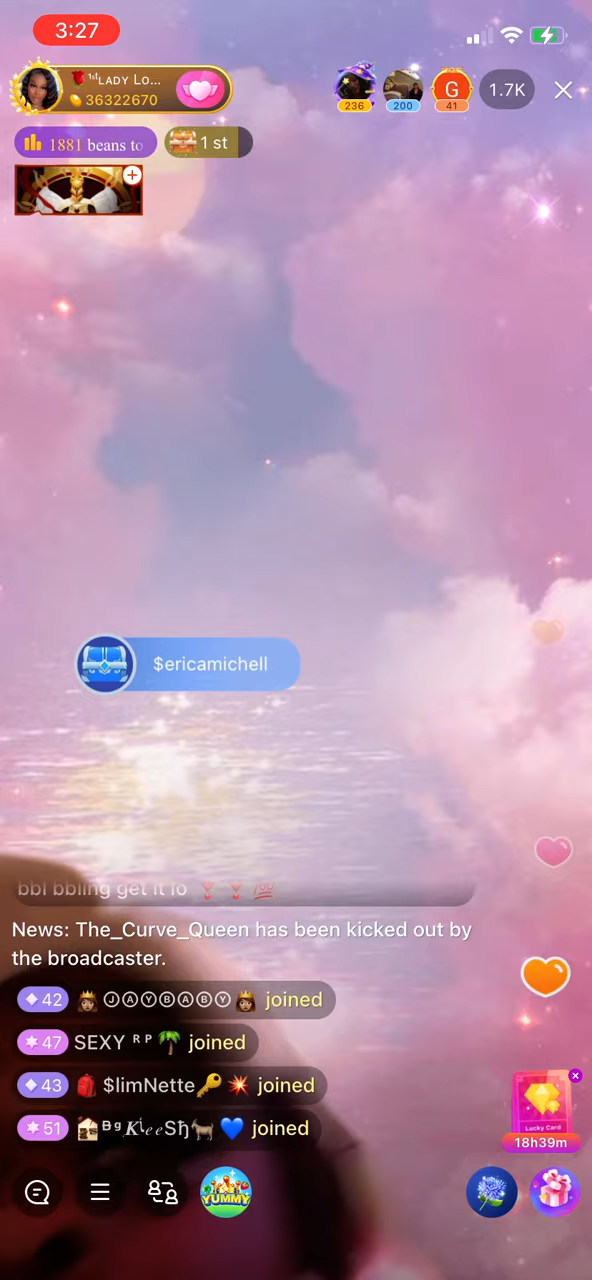 3:27
🌹¹ˢᵗLADY Lo...
36322670
236
200
G
41
1.7K
1881 beans to
1 st
$ericamichell
bbl bbling get it lo ❣️ ❣️ 💯
News: The_Curve_Queen has been kicked out by
the broadcaster.
42 👸🏽ⒿⒶⓎⒷⒶⒷⓎ👸🏽 joined
47 SEXY ᴿ ᴾ🌴 joined
43 🎒 $limNette🔑 💥 joined
51 ᴮᵍ 𝑲𝒾ℯℯSђ🐐 💙 joined
Lucky Card
18h39m
YUMMY